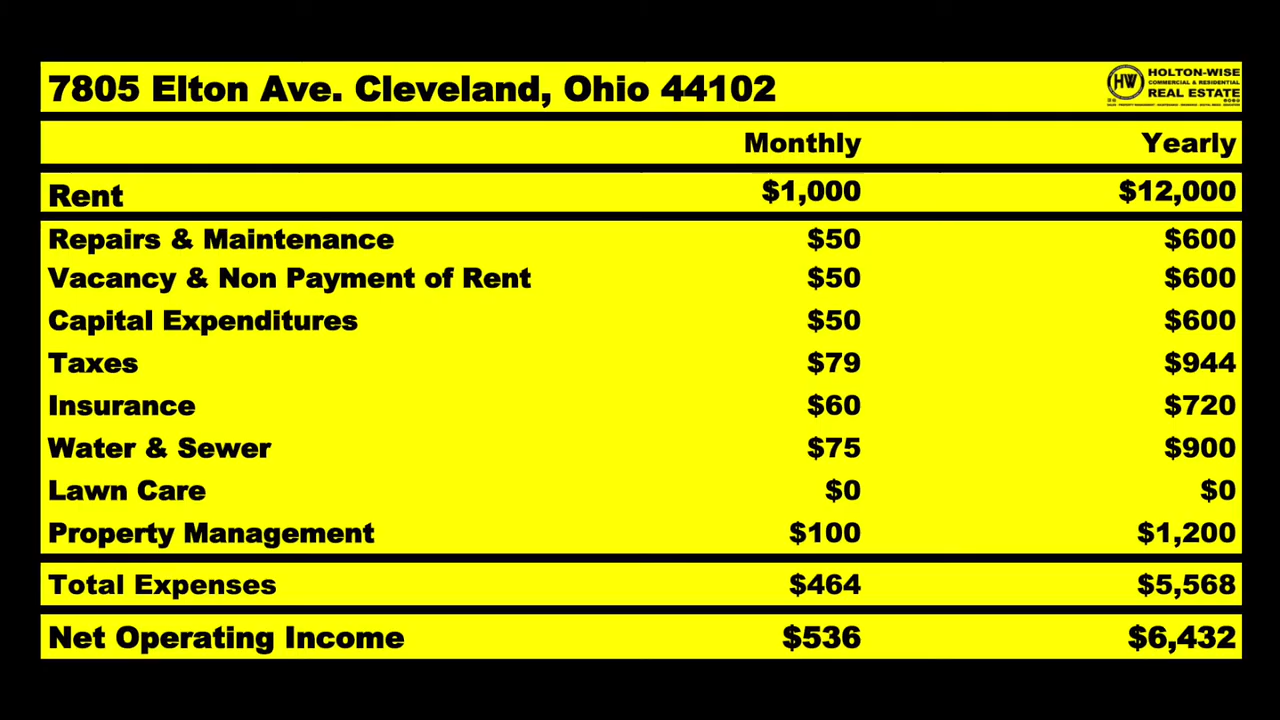 7805 Elton Ave. Cleveland, Ohio 44102
HW
HOLTON-WISE
COMMERCIAL & RESIDENTIAL
REAL ESTATE
Monthly Yearly
Rent $1,000 $12,000
Repairs & Maintenance $50 $600
Vacancy & Non Payment of Rent $50 $600
Capital Expenditures $50 $600
Taxes $79 $944
Insurance $60 $720
Water & Sewer $75 $900
Lawn Care $0 $0
Property Management $100 $1,200
Total Expenses $464 $5,568
Net Operating Income $536 $6,432